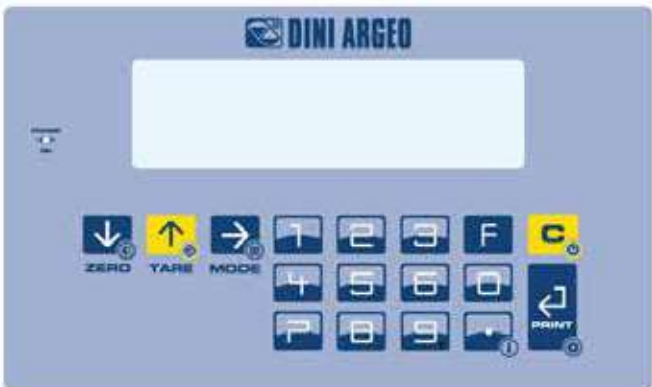 DINI ARGEO
1 2 3 F C
ZERO TARE MODE
4 5 6 0
PRINT
7 8 9 .